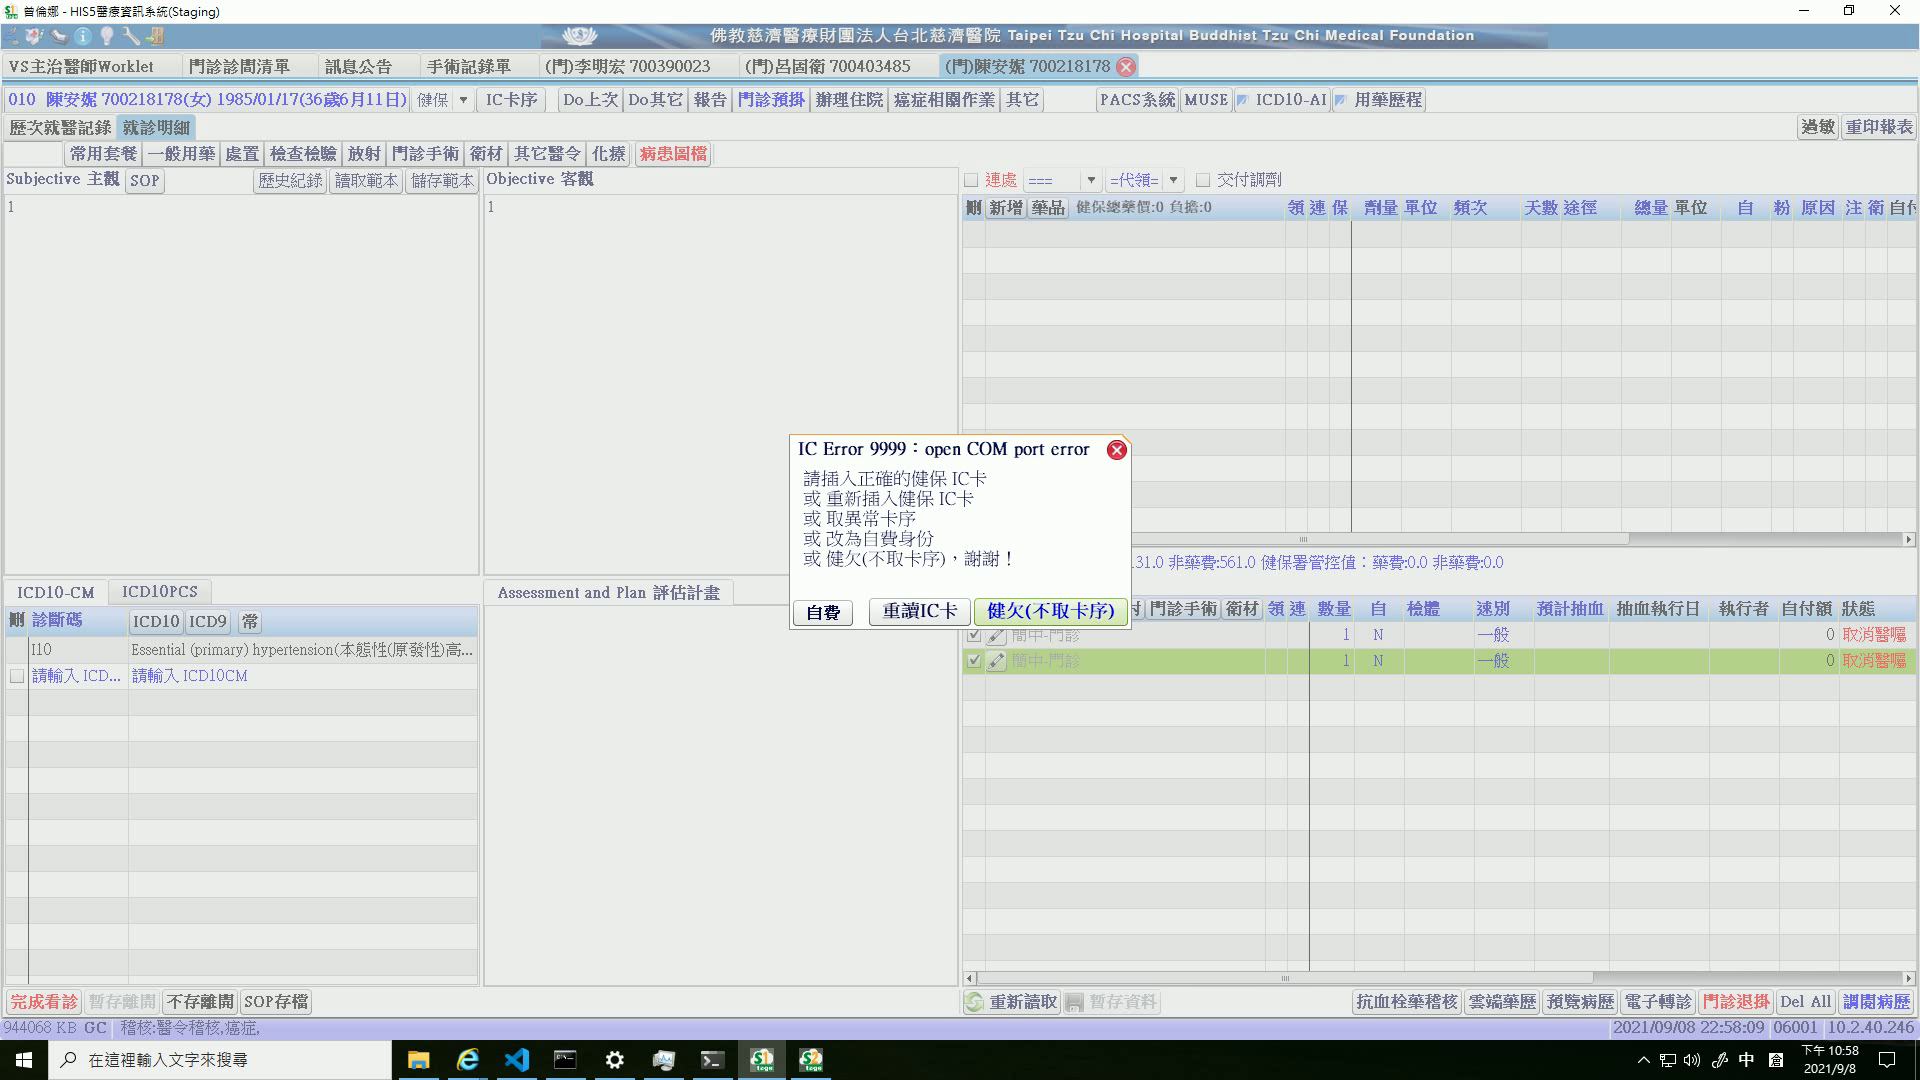 曾倫娜 - HIS5醫療資訊系統(Staging)
佛教慈濟醫療財團法人台北慈濟醫院 Taipei Tzu Chi Hospital Buddhist Tzu Chi Medical Foundation
VS主治醫師Worklet 門診診間清單 訊息公告 手術記錄單 (門)李明宏 700390023 (門)呂固衛 700403485 (門)陳安妮 700218178
010 陳安妮 700218178(女) 1985/01/17(36歲6月11日) 健保 IC卡序 Do上次 Do其它 報告 門診預掛 辦理住院 癌症相關作業 其它 PACS系統 MUSE ICD10-AI 用藥歷程
歷次就醫記錄 就診明細 過敏 重印報表
常用套餐 一般用藥 處置 檢查檢驗 放射 門診手術 衛材 其它醫令 化療 病患圖檔
Subjective 主觀 SOP 歷史紀錄 讀取範本 儲存範本 Objective 客觀 連處 === =代領= 交付調劑
1 1
刪 新增 藥品 健保總藥價:0 負擔:0 領 連 保 劑量 單位 頻次 天數 途徑 總量 單位 自 粉 原因 注 衛 自付
IC Error 9999：open COM port error
請插入正確的健保 IC卡
或 重新插入健保 IC卡
或 取異常卡序
或 改為自費身份
或 健欠(不取卡序)，謝謝！
自費 重讀IC卡 健欠(不取卡序)
31.0 非藥費:561.0 健保署管控值：藥費:0.0 非藥費:0.0
ICD10-CM ICD10PCS Assessment and Plan 評估計畫
刪 診斷碼 ICD10 ICD9 常
門診手術 衛材 領 連 數量 自 檢體 速別 預計抽血 抽血執行日 執行者 自付額 狀態
I10 Essential (primary) hypertension(本態性(原發性)高...
請輸入 ICD... 請輸入 ICD10CM
簡中-門診 1 N 一般 0 取消醫囑
簡中-門診 1 N 一般 0 取消醫囑
完成看診 暫存離開 不存離開 SOP存檔 重新讀取 暫存資料 抗血栓藥稽核 雲端藥歷 預覽病歷 電子轉診 門診退掛 Del All 調閱病歷
944068 KB GC 稽核:醫令稽核,癌症, 2021/09/08 22:58:09 06001 10.2.40.246
在這裡輸入文字來搜尋
中
下午 10:58
2021/9/8